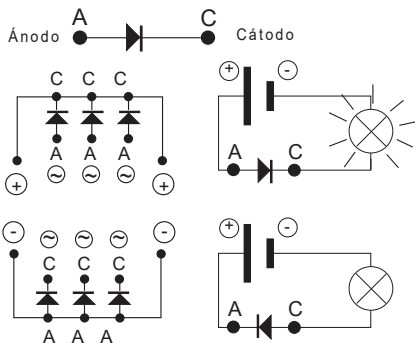 Ánodo A C Cátodo
C C C
A A A
+ ~ ~ ~ +
+ -
A C
- ~ ~ ~ -
C C C
A A A
+ -
A C